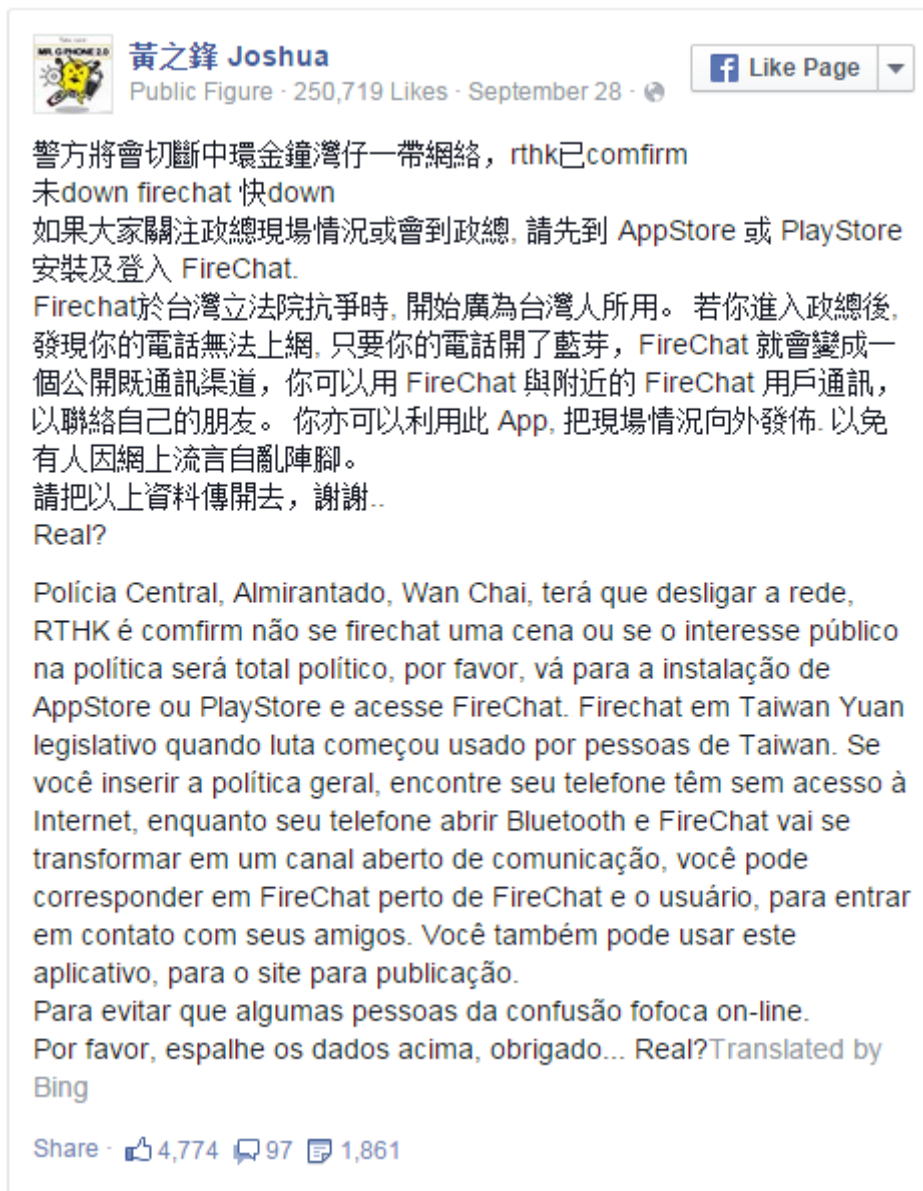 MR. G-PHONE 2.0
黃之鋒 Joshua
Public Figure · 250,719 Likes · September 28 ·
Like Page
警方將會切斷中環金鐘灣仔一帶網絡，rthk已comfirm
未down firechat 快down
如果大家關注政總現場情況或會到政總, 請先到 AppStore 或 PlayStore
安裝及登入 FireChat.
Firechat於台灣立法院抗爭時, 開始廣為台灣人所用。 若你進入政總後,
發現你的電話無法上網, 只要你的電話開了藍芽，FireChat 就會變成一
個公開既通訊渠道，你可以用 FireChat 與附近的 FireChat 用戶通訊，
以聯絡自己的朋友。 你亦可以利用此 App, 把現場情況向外發佈. 以免
有人因網上流言自亂陣腳。
請把以上資料傳開去，謝謝..
Real?
Polícia Central, Almirantado, Wan Chai, terá que desligar a rede,
RTHK é comfirm não se firechat uma cena ou se o interesse público
na política será total político, por favor, vá para a instalação de
AppStore ou PlayStore e acesse FireChat. Firechat em Taiwan Yuan
legislativo quando luta começou usado por pessoas de Taiwan. Se
você inserir a política geral, encontre seu telefone têm sem acesso à
Internet, enquanto seu telefone abrir Bluetooth e FireChat vai se
transformar em um canal aberto de comunicação, você pode
corresponder em FireChat perto de FireChat e o usuário, para entrar
em contato com seus amigos. Você também pode usar este
aplicativo, para o site para publicação.
Para evitar que algumas pessoas da confusão fofoca on-line.
Por favor, espalhe os dados acima, obrigado... Real?Translated by
Bing
Share · 4,774 97 1,861